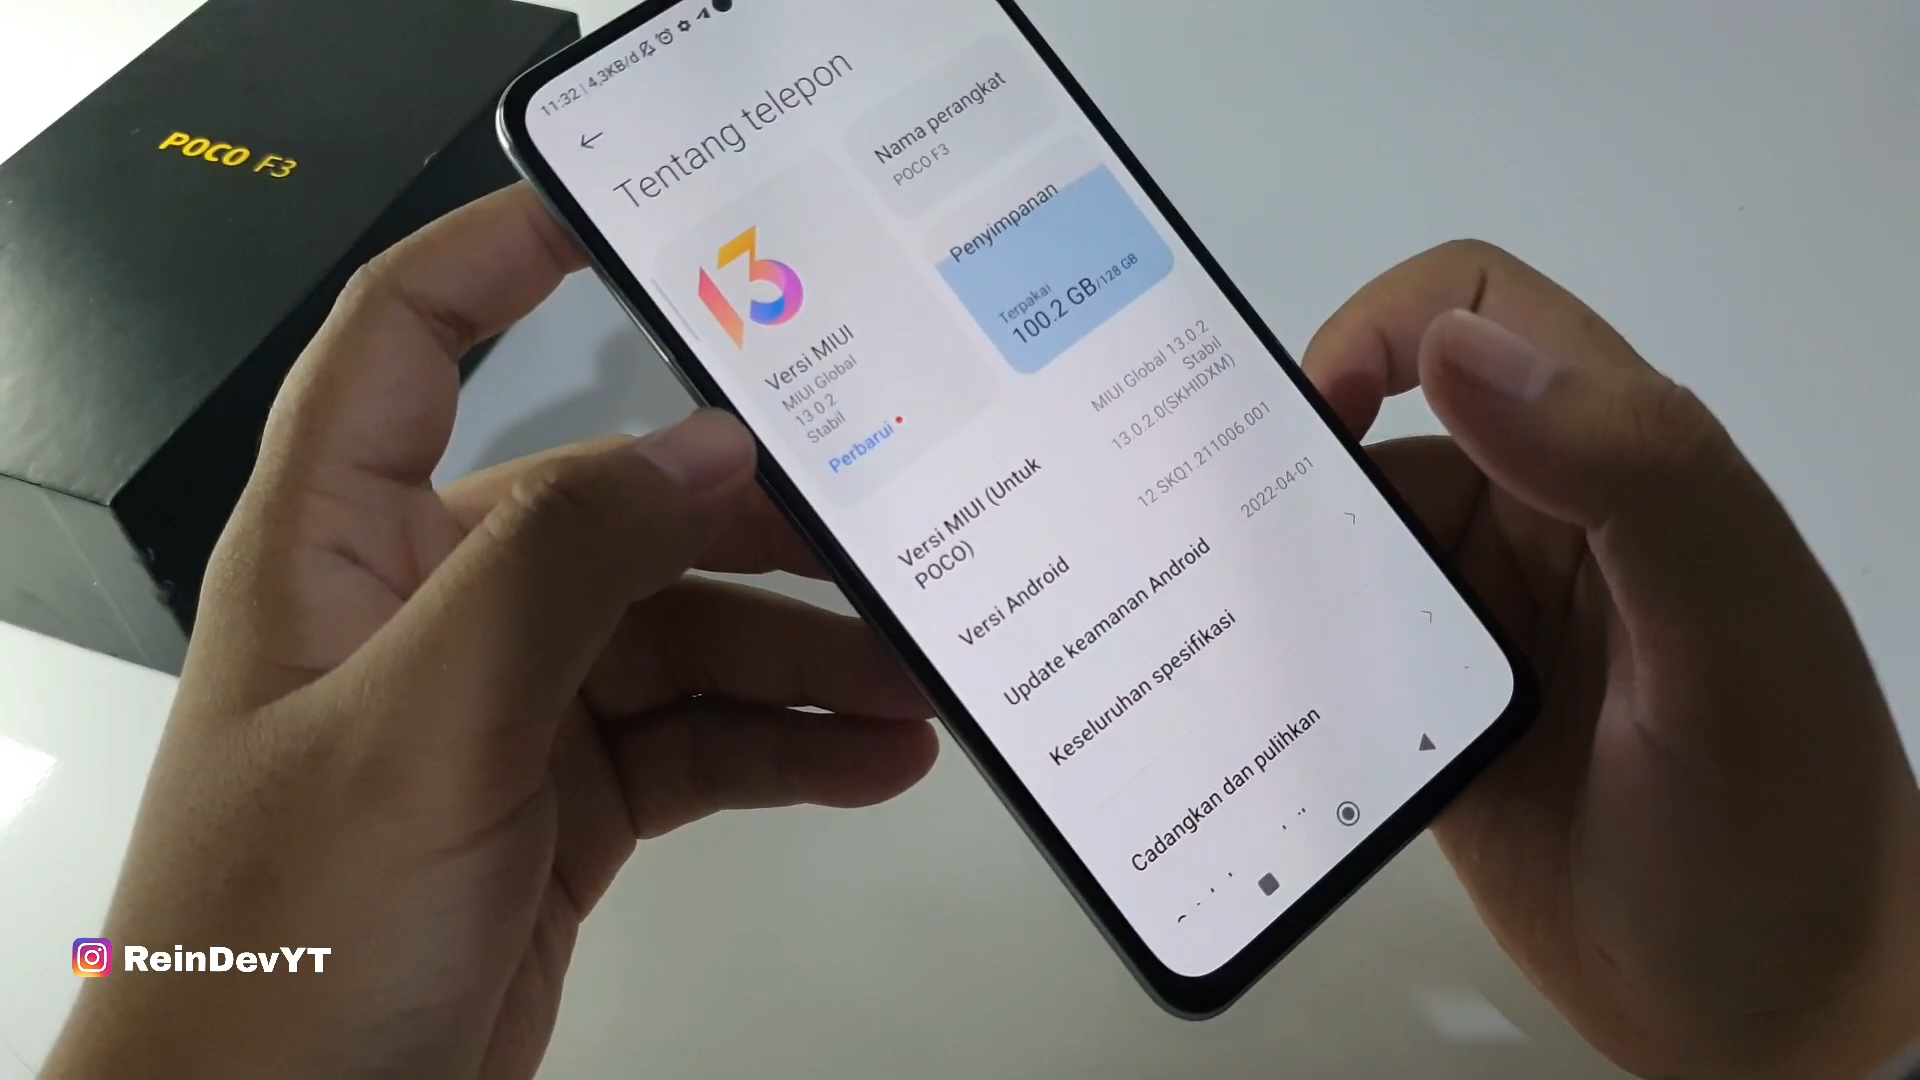 POCO F3
11:32 | 4,3KB/d
Tentang telepon
Nama perangkat
POCO F3
13
Versi MIUI
MIUI Global
13.0.2
Stabil
Perbarui
Penyimpanan
Terpakai
100.2 GB/128 GB
Versi MIUI (Untuk
POCO)
MIUI Global 13.0.2
Stabil
13.0.2.0(SKHIDXM)
Versi Android
12 SKQ1.211006.001
Update keamanan Android
2022-04-01
Keseluruhan spesifikasi
Cadangkan dan pulihkan
ReinDevYT